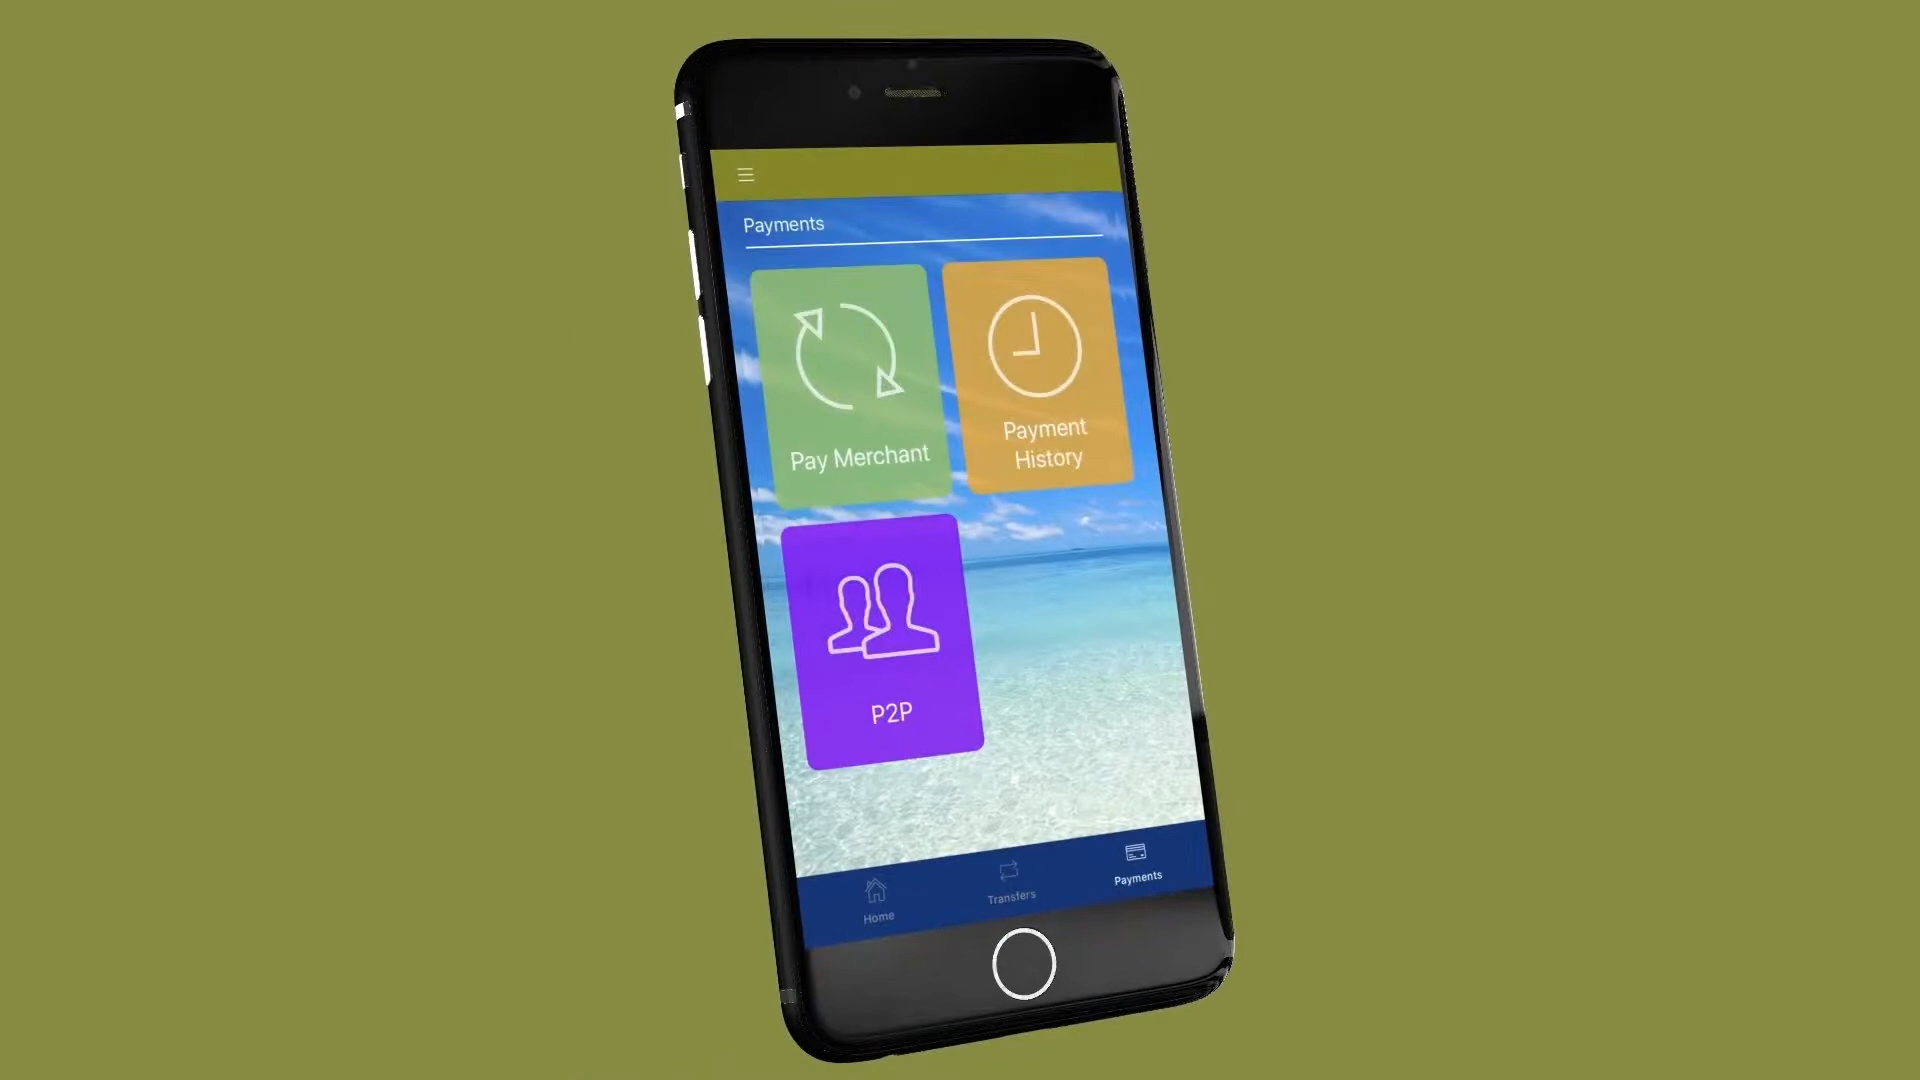 Payments
Pay Merchant
Payment
History
P2P
Home
Transfers
Payments